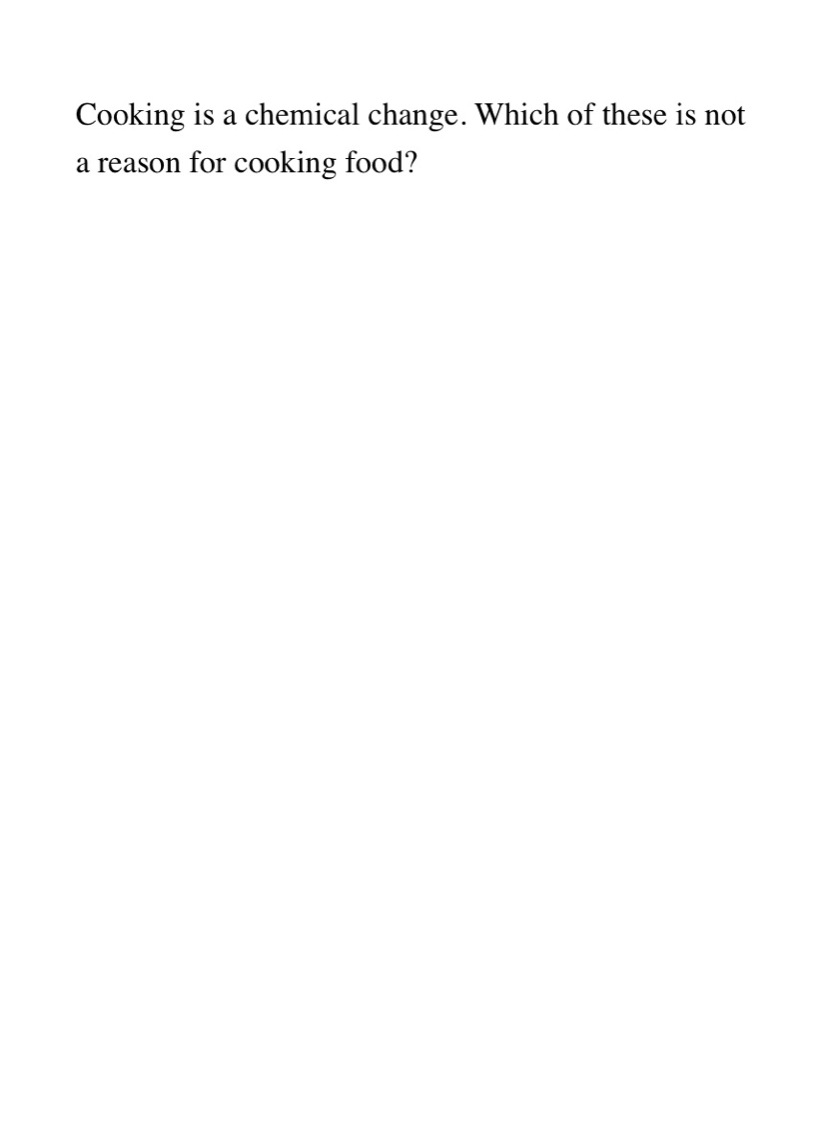 Cooking is a chemical change. Which of these is not
a reason for cooking food?